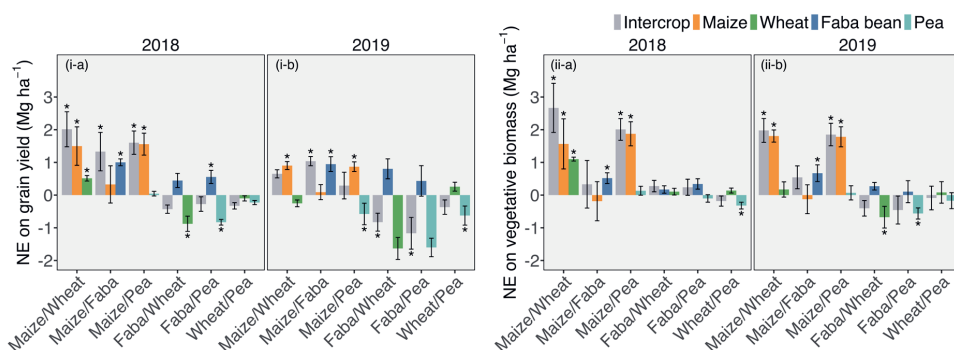 Intercrop Maize Wheat Faba bean Pea
2018 2019
NE on grain yield (Mg ha⁻¹)
(i-a) (i-b)
3
2
1
0
-1
-2
* * * * * * * * * * *
* * * * * * * *
Maize/Wheat Maize/Faba Maize/Pea Faba/Wheat Faba/Pea Wheat/Pea
Maize/Wheat Maize/Faba Maize/Pea Faba/Wheat Faba/Pea Wheat/Pea
2018 2019
NE on vegetative biomass (Mg ha⁻¹)
(ii-a) (ii-b)
3
2
1
0
-1
-2
* * * * * * *
* * * * * * *
Maize/Wheat Maize/Faba Maize/Pea Faba/Wheat Faba/Pea Wheat/Pea
Maize/Wheat Maize/Faba Maize/Pea Faba/Wheat Faba/Pea Wheat/Pea